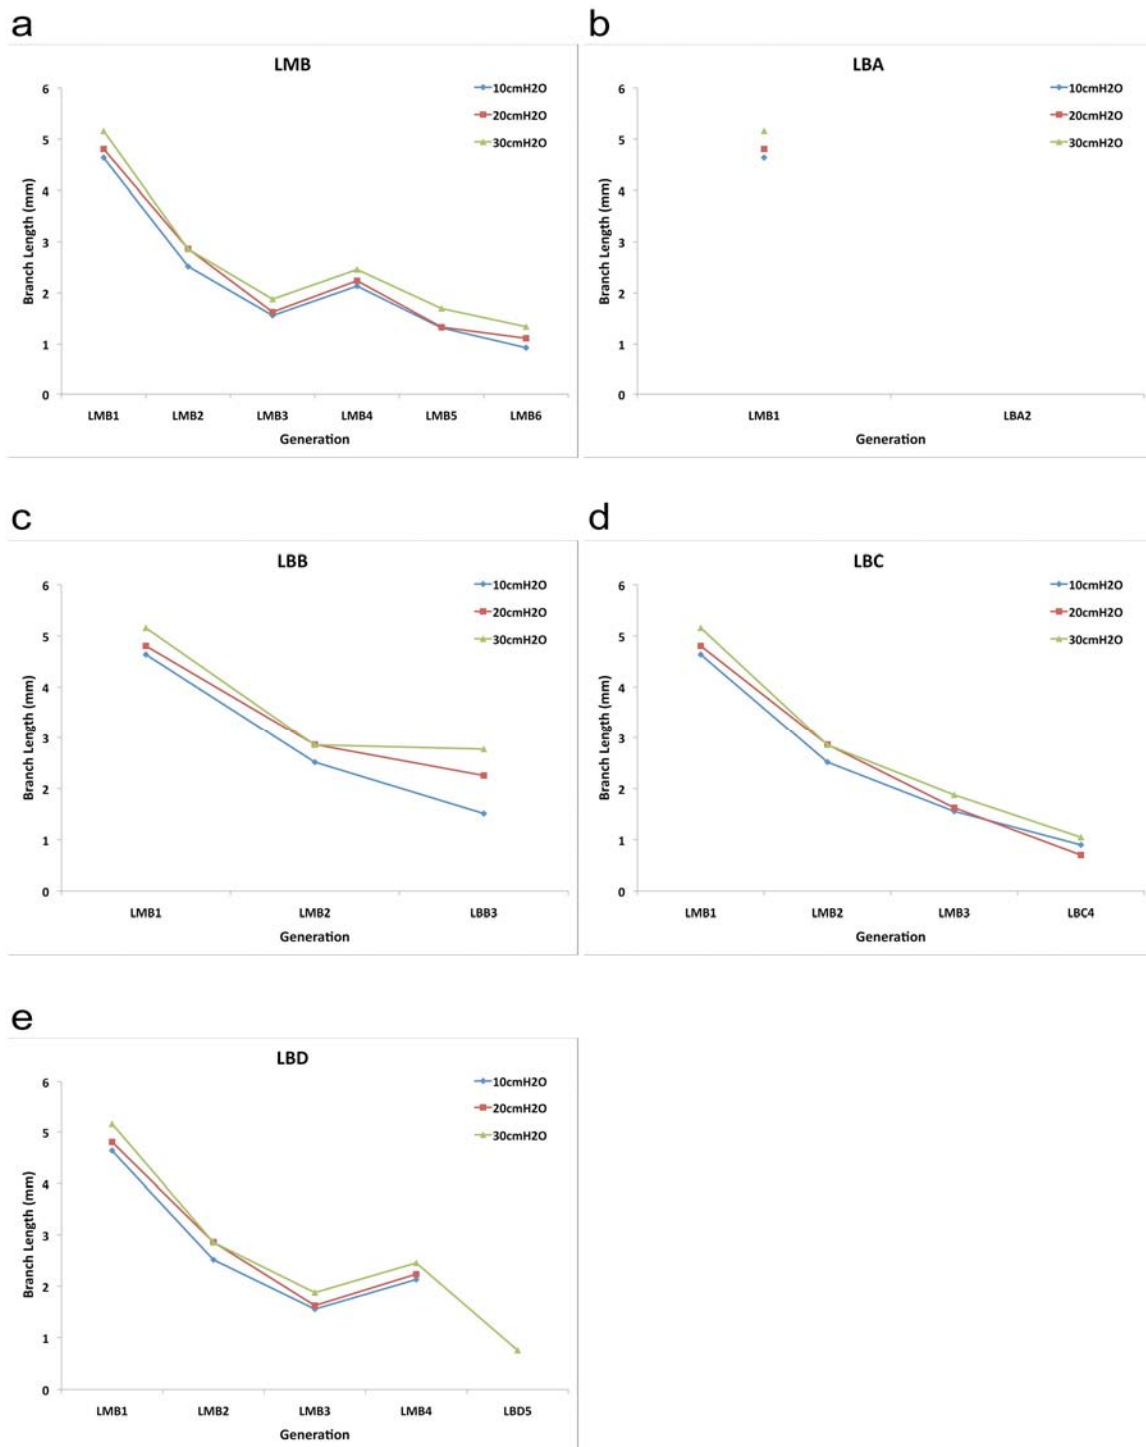 a
LMB
10cmH2O
20cmH2O
30cmH2O
Branch Length (mm)
6
5
4
3
2
1
0
LMB1 LMB2 LMB3 LMB4 LMB5 LMB6
Generation
b
LBA
10cmH2O
20cmH2O
30cmH2O
Branch Length (mm)
6
5
4
3
2
1
0
LMB1 LBA2
Generation
c
LBB
10cmH2O
20cmH2O
30cmH2O
Branch Length (mm)
6
5
4
3
2
1
0
LMB1 LMB2 LBB3
Generation
d
LBC
10cmH2O
20cmH2O
30cmH2O
Branch Length (mm)
6
5
4
3
2
1
0
LMB1 LMB2 LMB3 LBC4
Generation
e
LBD
10cmH2O
20cmH2O
30cmH2O
Branch Length (mm)
6
5
4
3
2
1
0
LMB1 LMB2 LMB3 LMB4 LBD5
Generation